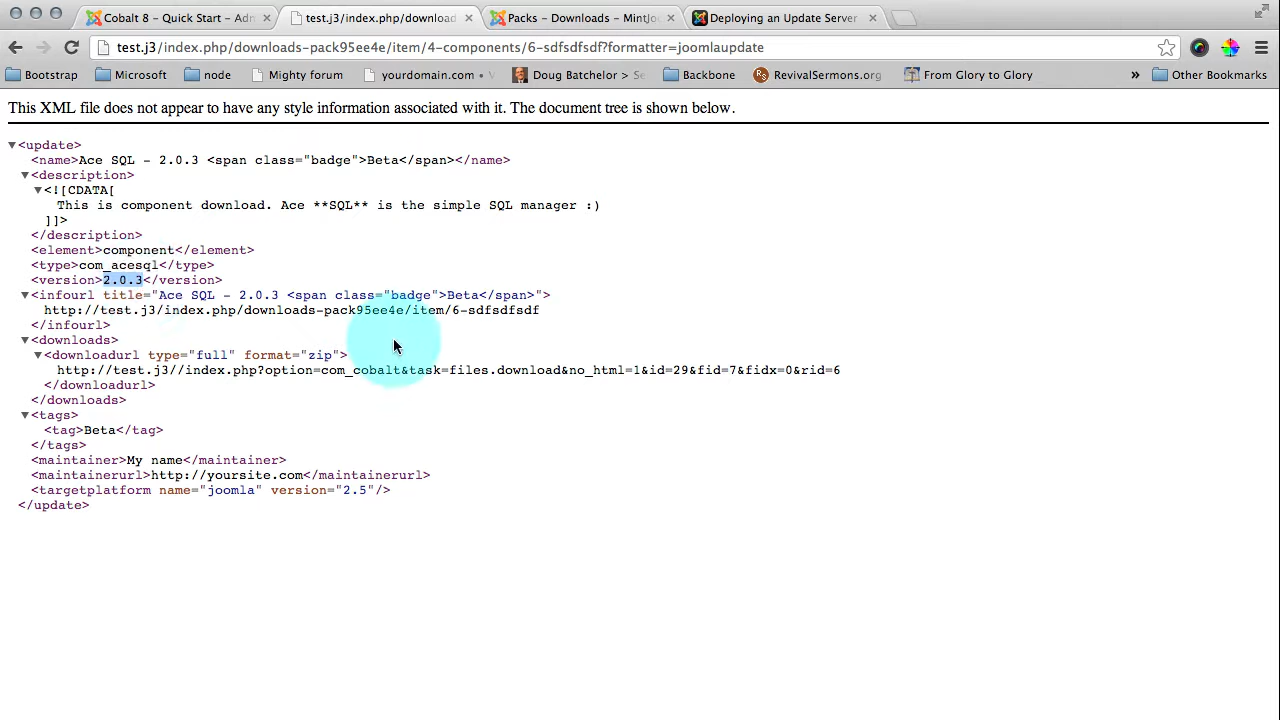 Cobalt 8 – Quick Start – Adm
test.j3/index.php/download
Packs – Downloads – MintJo
Deploying an Update Server
test.j3/index.php/downloads-pack95ee4e/item/4-components/6-sdfsdfsdf?formatter=joomlaupdate
Bootstrap Microsoft node Mighty forum yourdomain.com • Doug Batchelor > Se Backbone RevivalSermons.org From Glory to Glory » Other Bookmarks
This XML file does not appear to have any style information associated with it. The document tree is shown below.
<update>
<name>Ace SQL – 2.0.3 <span class="badge">Beta</span></name>
<description>
<![CDATA[
This is component download. Ace **SQL** is the simple SQL manager :)
]]>
</description>
<element>component</element>
<type>com_acesql</type>
<version>2.0.3</version>
<infourl title="Ace SQL – 2.0.3 <span class="badge">Beta</span>">
http://test.j3/index.php/downloads-pack95ee4e/item/6-sdfsdfsdf
</infourl>
<downloads>
<downloadurl type="full" format="zip">
http://test.j3//index.php?option=com_cobalt&task=files.download&no_html=1&id=29&fid=7&fidx=0&rid=6
</downloadurl>
</downloads>
<tags>
<tag>Beta</tag>
</tags>
<maintainer>My name</maintainer>
<maintainerurl>http://yoursite.com</maintainerurl>
<targetplatform name="joomla" version="2.5"/>
</update>